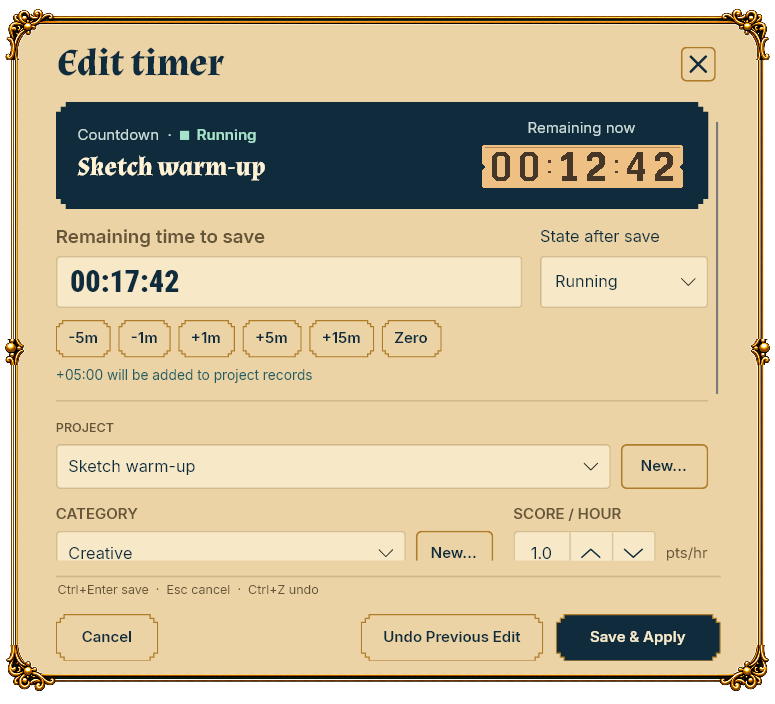 Edit timer
Countdown · Running
Sketch warm-up
Remaining now
00:12:42
Remaining time to save
State after save
00:17:42
Running
-5m
-1m
+1m
+5m
+15m
Zero
+05:00 will be added to project records
PROJECT
Sketch warm-up
New...
CATEGORY
SCORE / HOUR
Creative
New...
1.0
pts/hr
Ctrl+Enter save · Esc cancel · Ctrl+Z undo
Cancel
Undo Previous Edit
Save & Apply